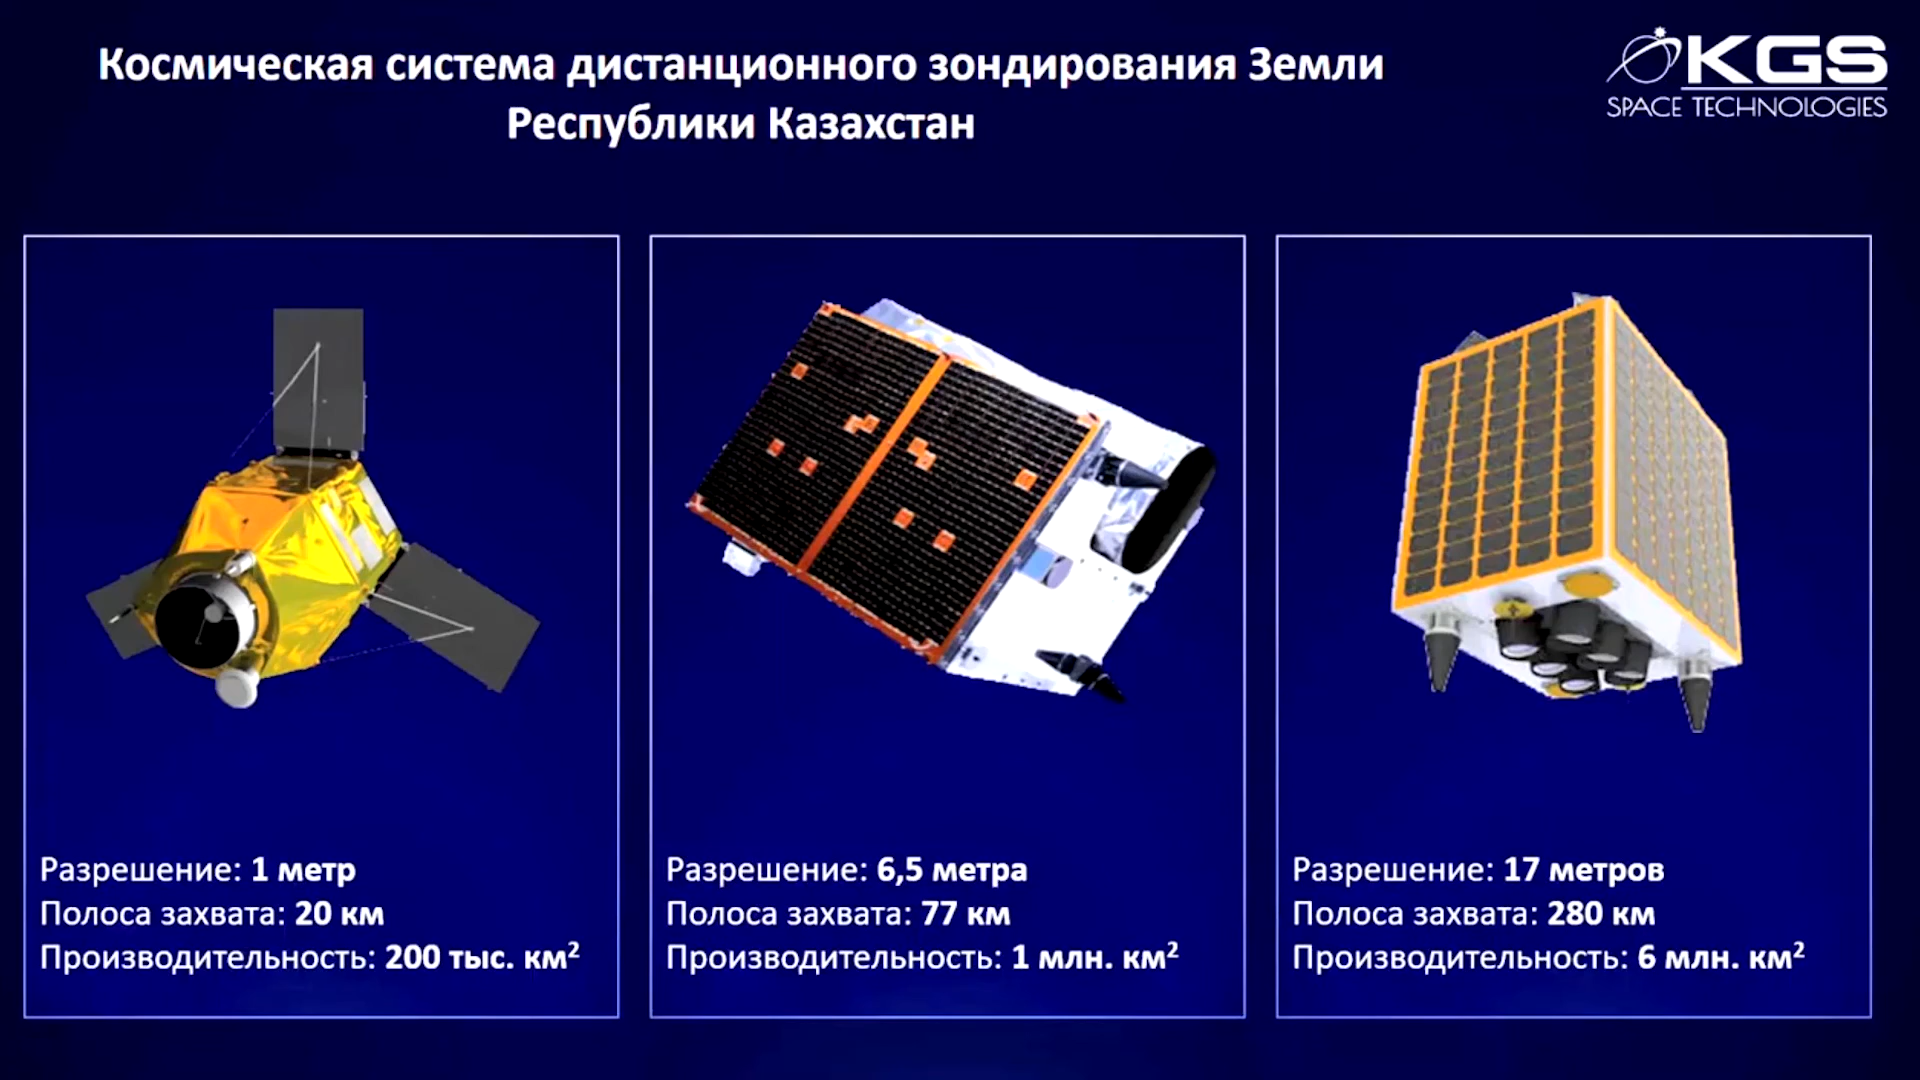 Космическая система дистанционного зондирования Земли
Республики Казахстан
KGS
SPACE TECHNOLOGIES
Разрешение: 1 метр
Полоса захвата: 20 км
Производительность: 200 тыс. км²
Разрешение: 6,5 метра
Полоса захвата: 77 км
Производительность: 1 млн. км²
Разрешение: 17 метров
Полоса захвата: 280 км
Производительность: 6 млн. км²